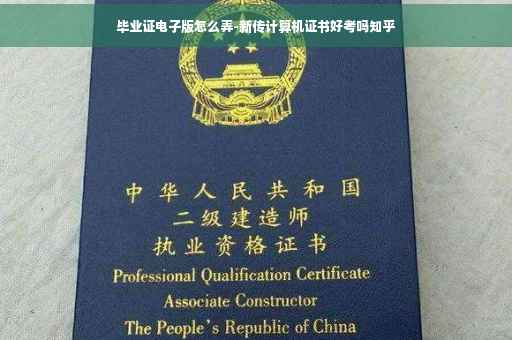 毕业证电子版怎么弄-新传计算机证书好考吗知乎
中华人民共和国
二级建造师
执业资格证书
Professional Qualification Certificate
Associate Constructor
The People's Republic of China